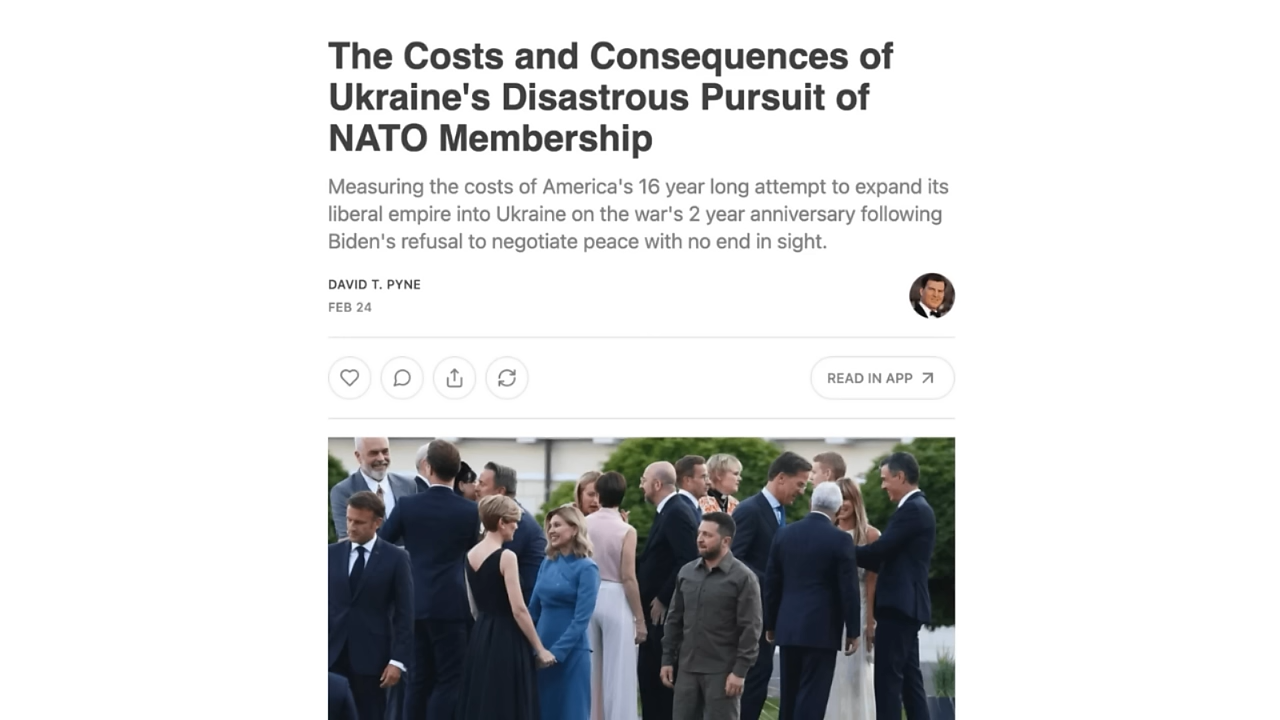 The Costs and Consequences of
Ukraine's Disastrous Pursuit of
NATO Membership
Measuring the costs of America's 16 year long attempt to expand its
liberal empire into Ukraine on the war's 2 year anniversary following
Biden's refusal to negotiate peace with no end in sight.
DAVID T. PYNE
FEB 24
READ IN APP